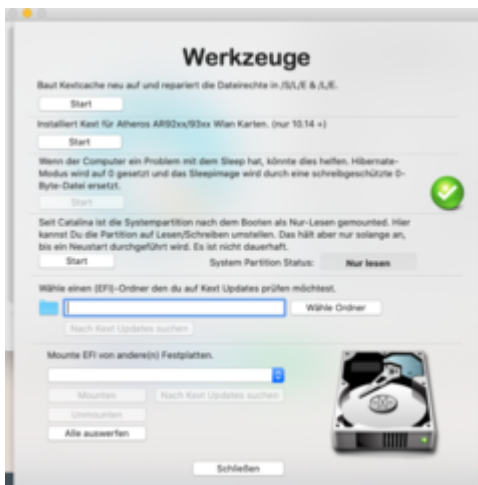 Werkzeuge
Baut Kextcache neu auf und repariert die Dateirechte in /S/L/E & /L/E.
Start
Installiert Kext für Atheros AR92xx/93xx Wlan Karten. (nur 10.14 +)
Start
Wenn der Computer ein Problem mit dem Sleep hat, könnte dies helfen. Hibernate-
Modus wird auf 0 gesetzt und das Sleepimage wird durch eine schreibgeschützte 0-
Byte-Datei ersetzt.
Start
Seit Catalina ist die Systempartition nach dem Booten als Nur-Lesen gemounted. Hier
kannst Du die Partition auf Lesen/Schreiben umstellen. Das hält aber nur solange an,
bis ein Neustart durchgeführt wird. Es ist nicht dauerhaft.
Start System Partition Status: Nur lesen
Wähle einen (EFI)-Ordner den du auf Kext Updates prüfen möchtest.
Wähle Ordner
Nach Kext Updates suchen
Mounte EFI von andere(n) Festplatten.
Mounten Nach Kext Updates suchen
Unmounten
Alle auswerfen
Schließen